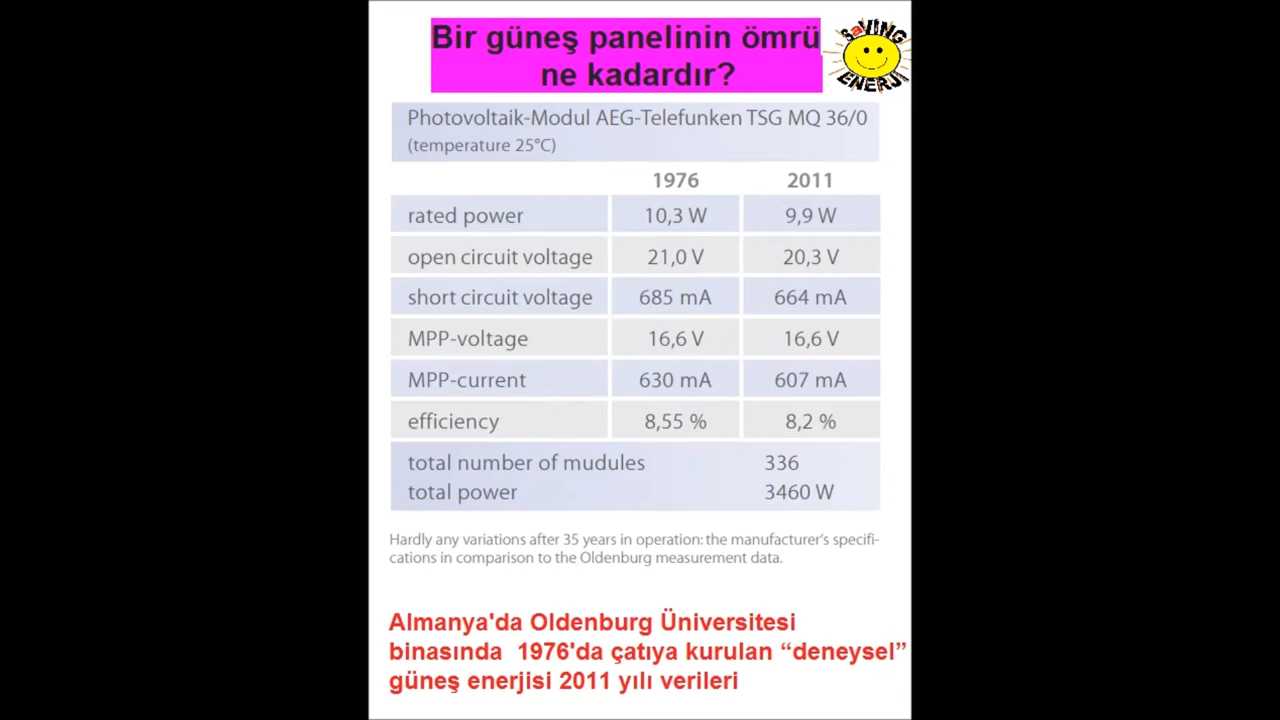 Bir güneş panelinin ömrü
ne kadardır?
SaVING
ENERJİ
Photovoltaik-Modul AEG-Telefunken TSG MQ 36/0
(temperature 25°C)
1976 2011
rated power 10,3 W 9,9 W
open circuit voltage 21,0 V 20,3 V
short circuit voltage 685 mA 664 mA
MPP-voltage 16,6 V 16,6 V
MPP-current 630 mA 607 mA
efficiency 8,55 % 8,2 %
total number of mudules 336
total power 3460 W
Hardly any variations after 35 years in operation: the manufacturer's specifi-
cations in comparison to the Oldenburg measurement data.
Almanya'da Oldenburg Üniversitesi
binasında 1976'da çatıya kurulan “deneysel”
güneş enerjisi 2011 yılı verileri